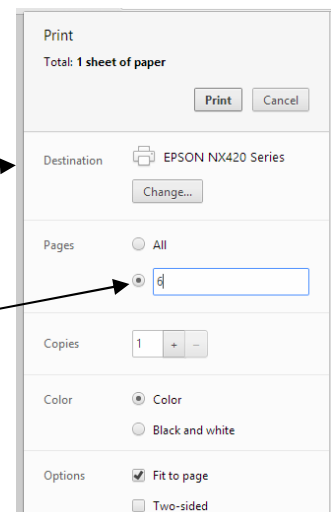 Print
Total: 1 sheet of paper
Print Cancel
Destination EPSON NX420 Series
Change...
Pages All
6
Copies 1 + -
Color Color
Black and white
Options Fit to page
Two-sided